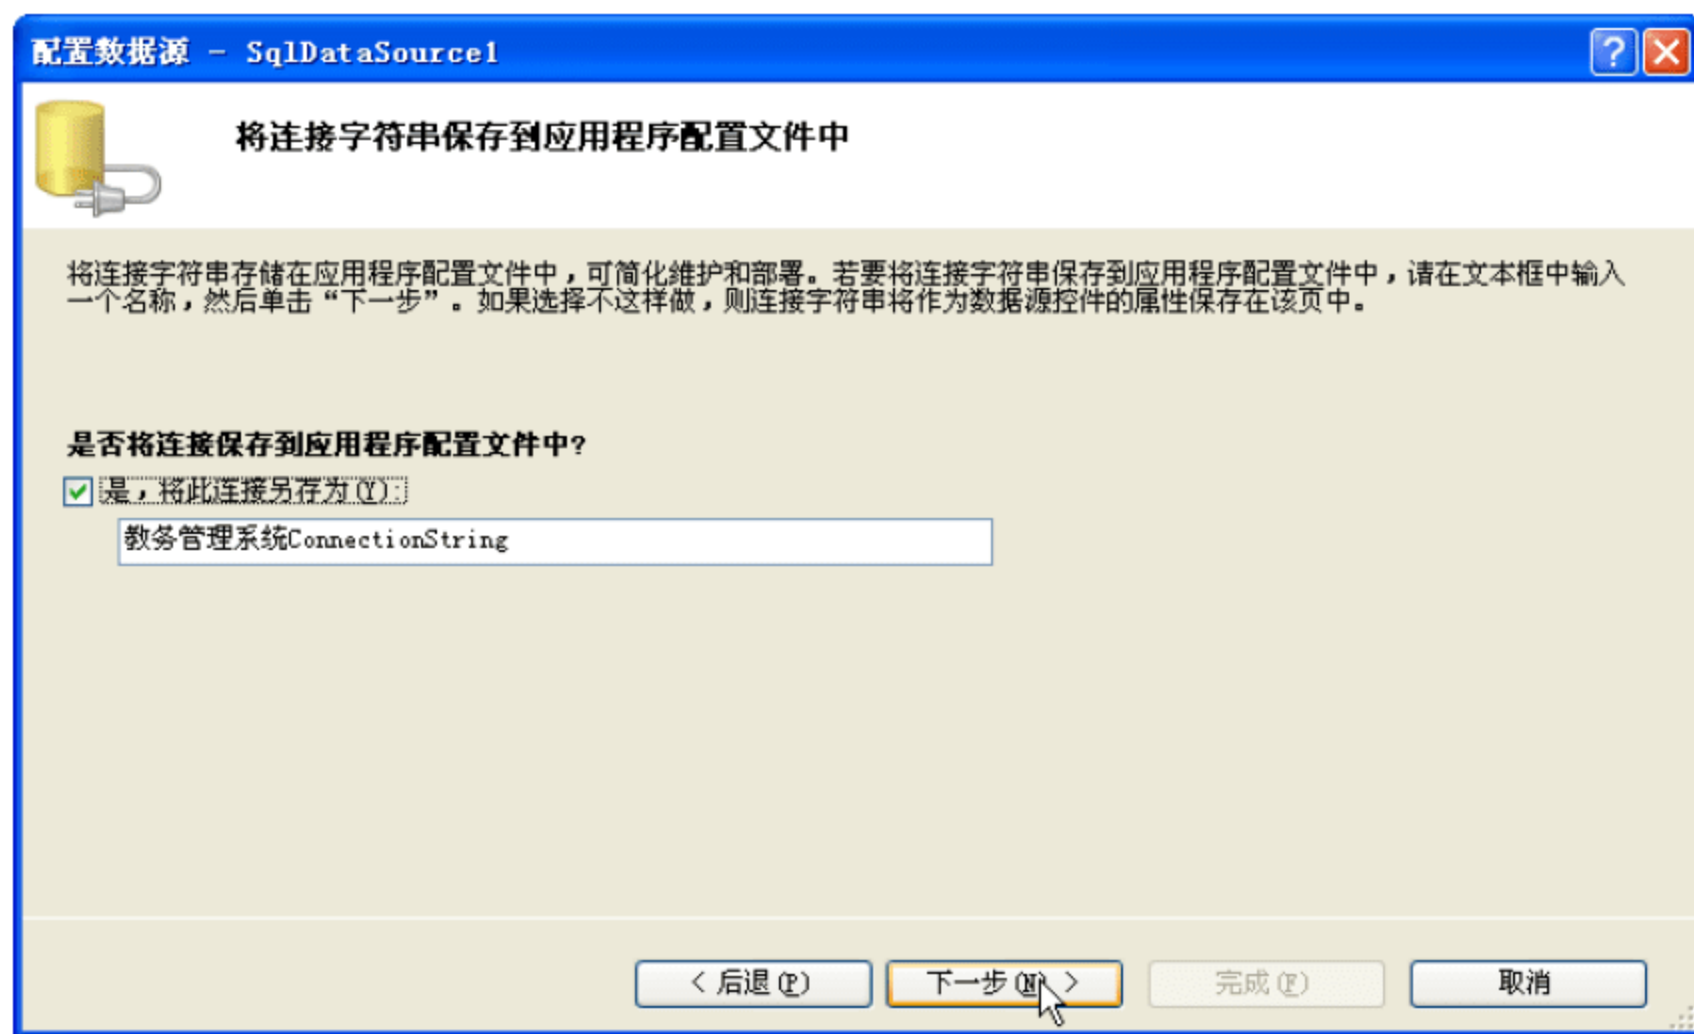 配置数据源 - SqlDataSource1
将连接字符串保存到应用程序配置文件中
将连接字符串存储在应用程序配置文件中，可简化维护和部署。若要将连接字符串保存到应用程序配置文件中，请在文本框中输入
一个名称，然后单击“下一步”。如果选择不这样做，则连接字符串将作为数据源控件的属性保存在该页中。
是否将连接保存到应用程序配置文件中?
是，将此连接另存为(Y):
教务管理系统ConnectionString
< 后退(P) 下一步(N) > 完成(F) 取消